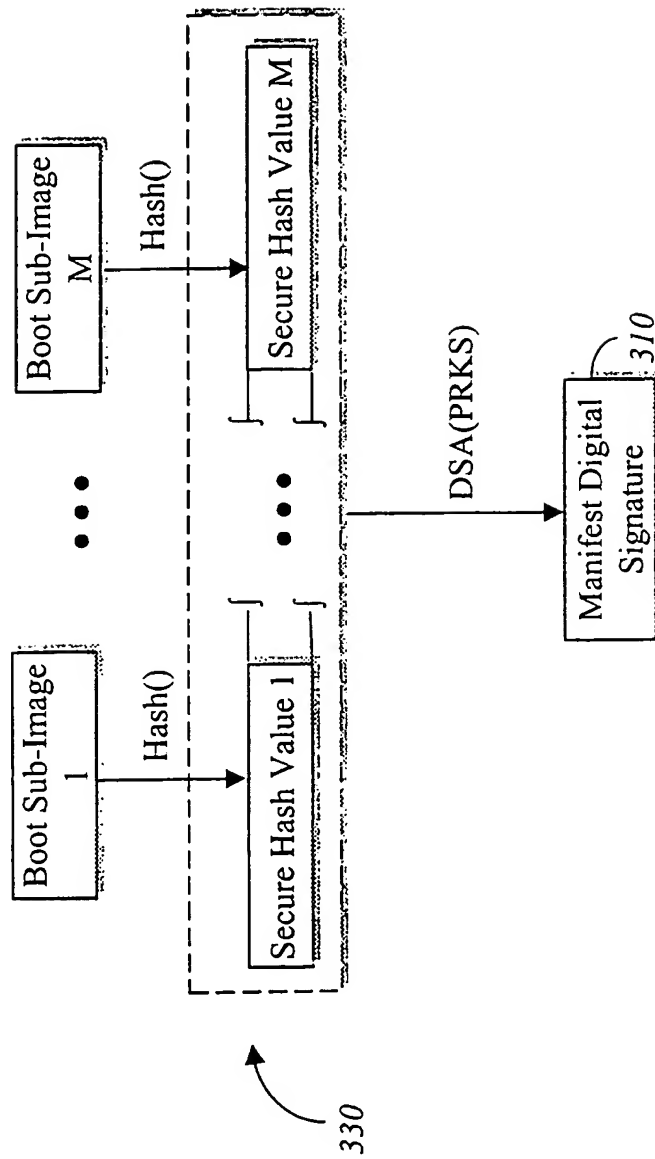 Boot Sub-Image
1
Boot Sub-Image
M
Hash()
Hash()
Secure Hash Value 1
Secure Hash Value M
330
DSA(PRKS)
Manifest Digital
Signature
310